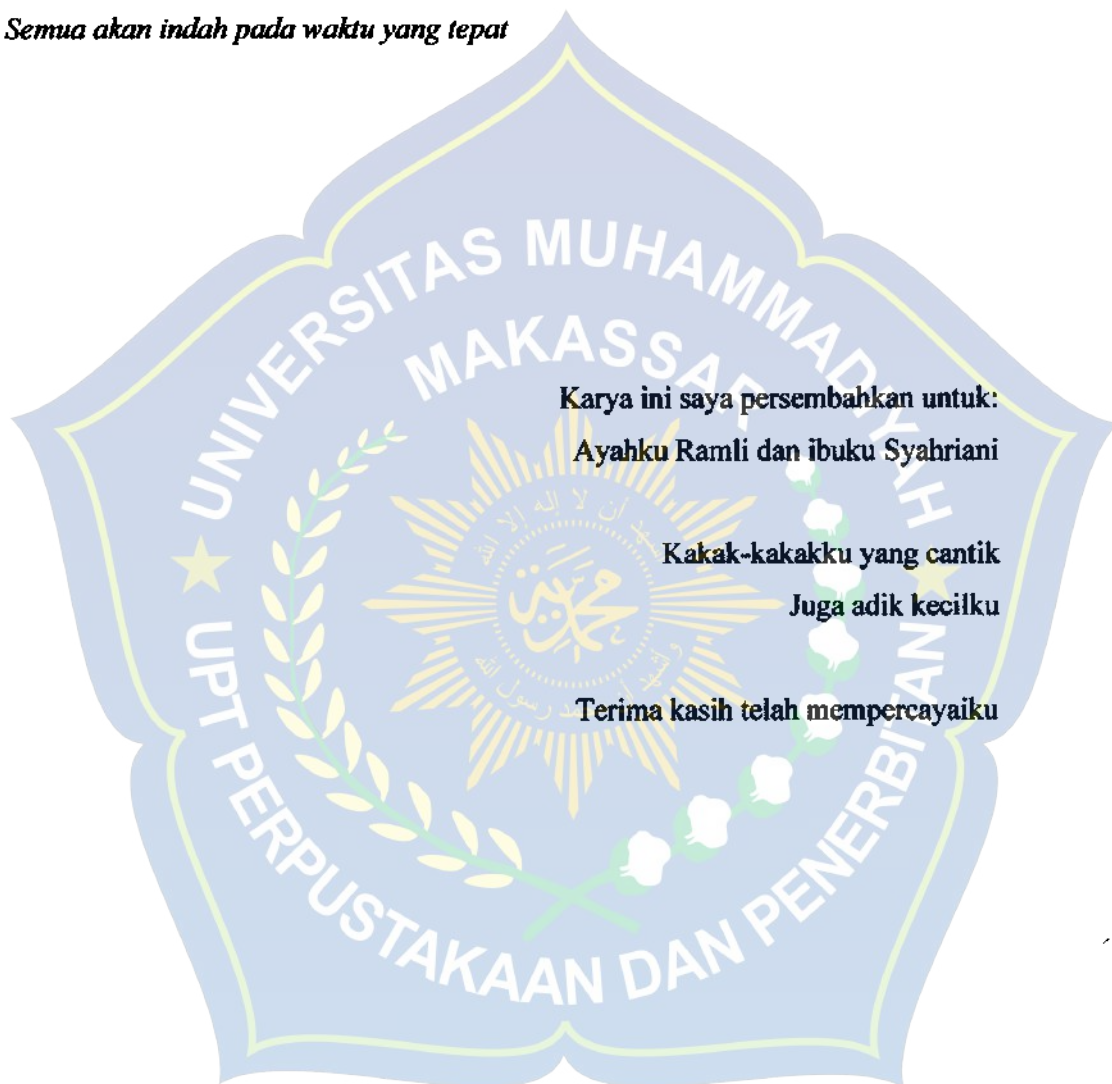 Semua akan indah pada waktu yang tepat
UNIVERSITAS MUHAMMADIYAH
MAKASSAR
Karya ini saya persembahkan untuk:
Ayahku Ramli dan ibuku Syahriani
Kakak-kakakku yang cantik
Juga adik kecilku
Terima kasih telah mempercayaiku
UPT PERPUSTAKAAN DAN PENERBITAN